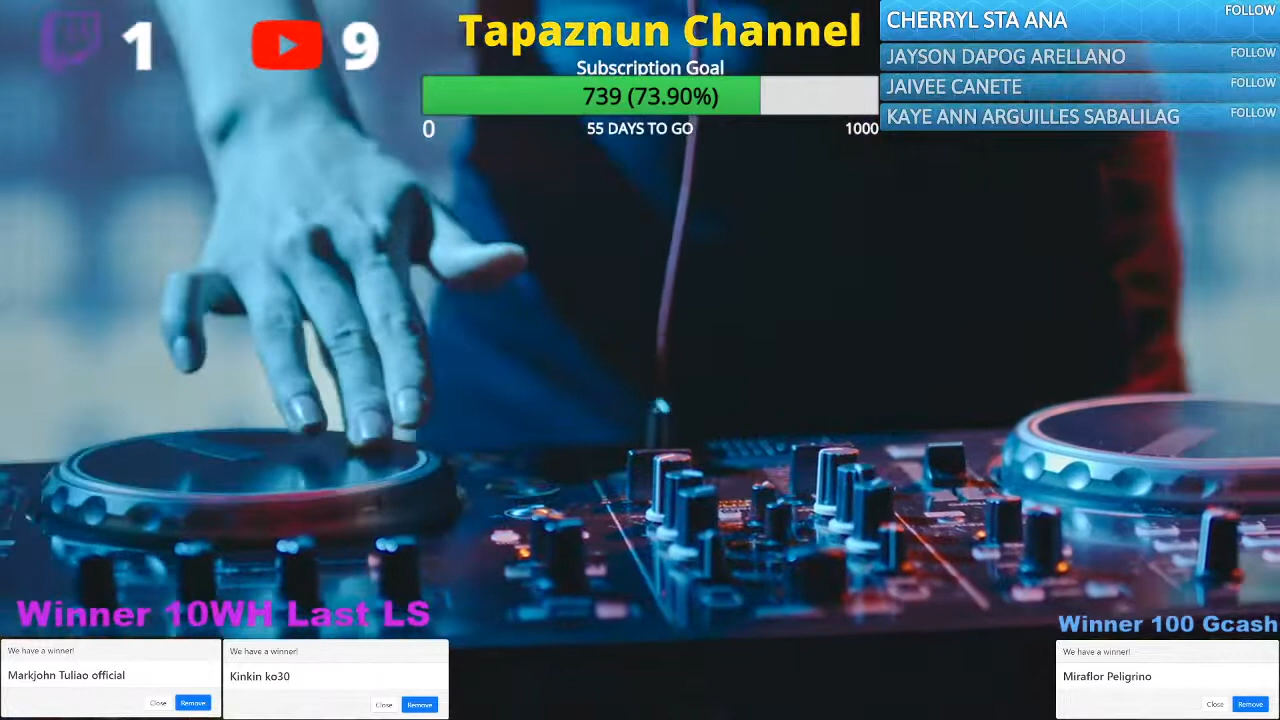 1
9
Tapaznun Channel
Subscription Goal
739 (73.90%)
0
55 DAYS TO GO
1000
CHERRYL STA ANA
FOLLOW
JAYSON DAPOG ARELLANO
FOLLOW
JAIVEE CANETE
FOLLOW
KAYE ANN ARGUILLES SABALILAG
FOLLOW
Winner 10WH Last LS
We have a winner!
Markjohn Tuliao official
Close
Remove
We have a winner!
Kinkin ko30
Close
Remove
Winner 100 Gcash
We have a winner!
Miraflor Peligrino
Close
Remove